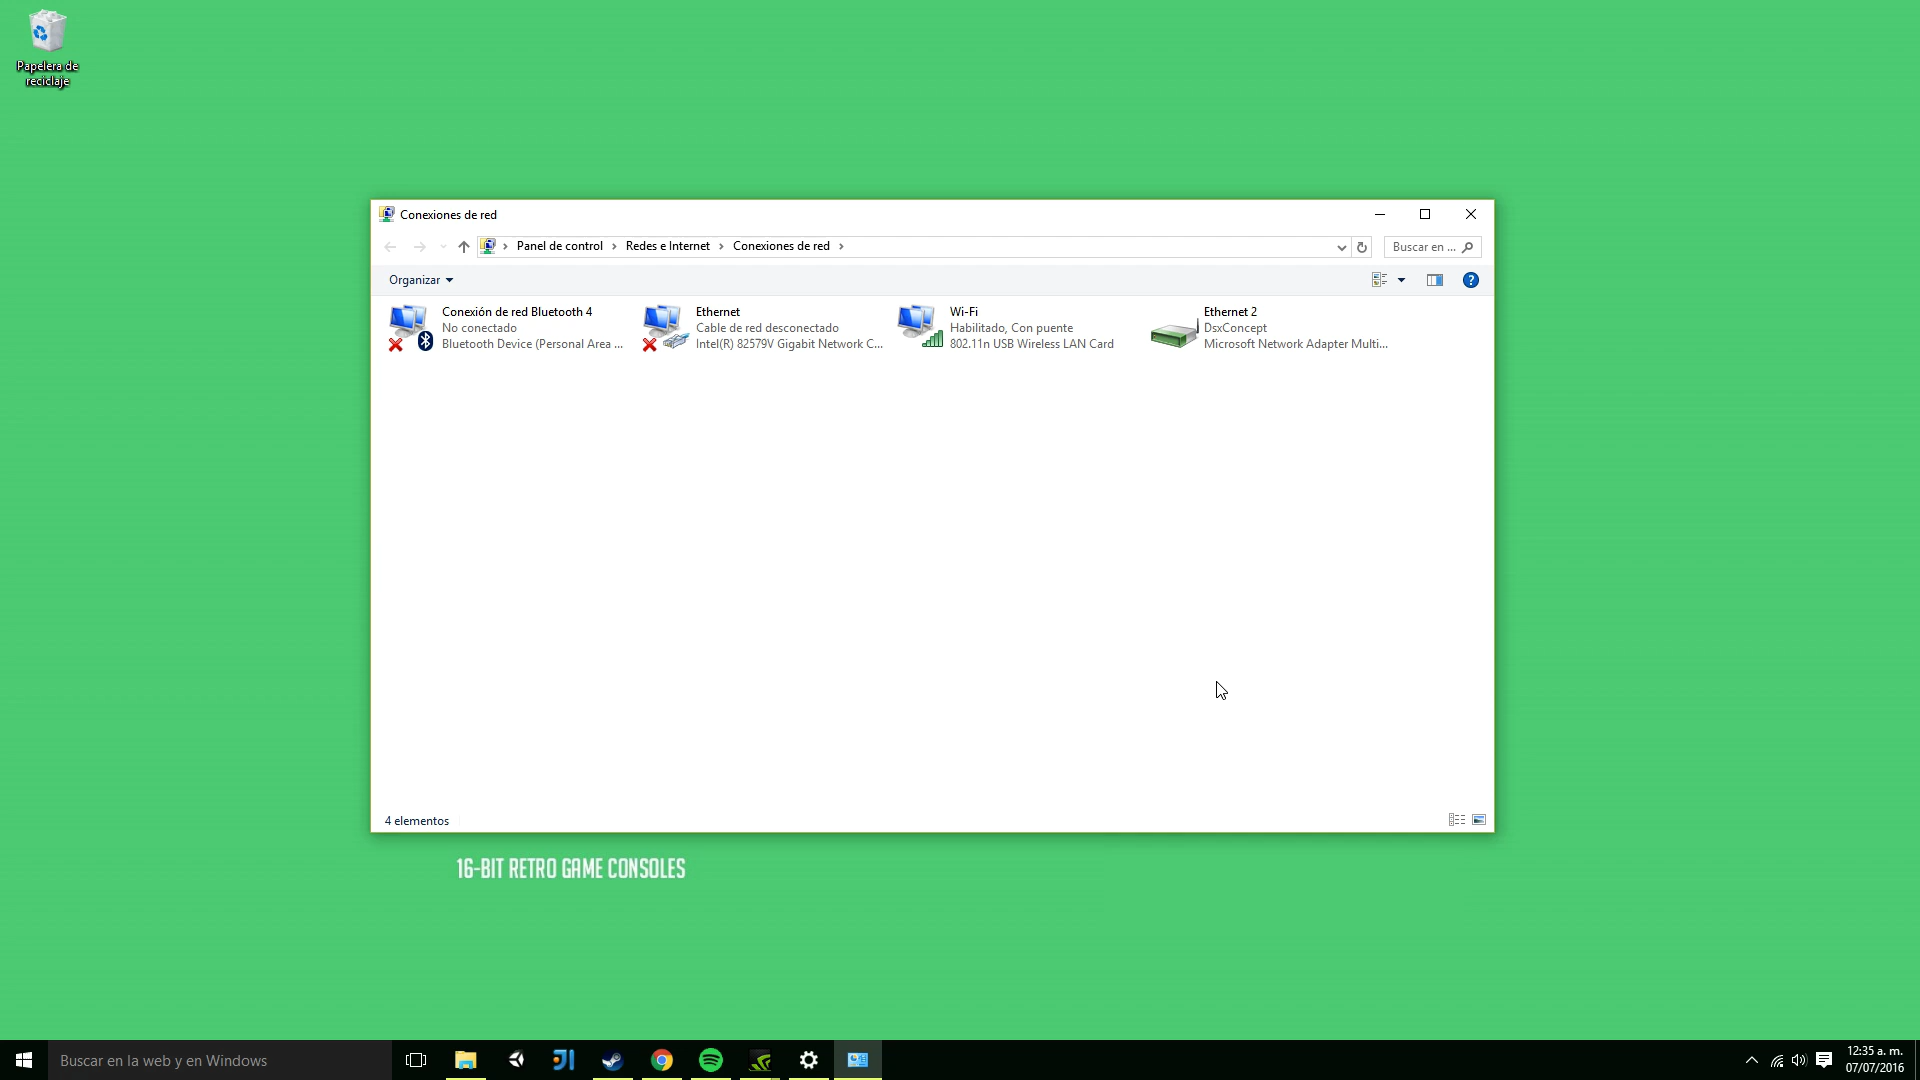 Papelera de
reciclaje
Conexiones de red
Panel de control
Redes e Internet
Conexiones de red
Buscar en ...
Organizar
Conexión de red Bluetooth 4
No conectado
Bluetooth Device (Personal Area ...
Ethernet
Cable de red desconectado
Intel(R) 82579V Gigabit Network C...
Wi-Fi
Habilitado, Con puente
802.11n USB Wireless LAN Card
Ethernet 2
DsxConcept
Microsoft Network Adapter Multi...
4 elementos
16-BIT RETRO GAME CONSOLES
Buscar en la web y en Windows
12:35 a. m.
07/07/2016